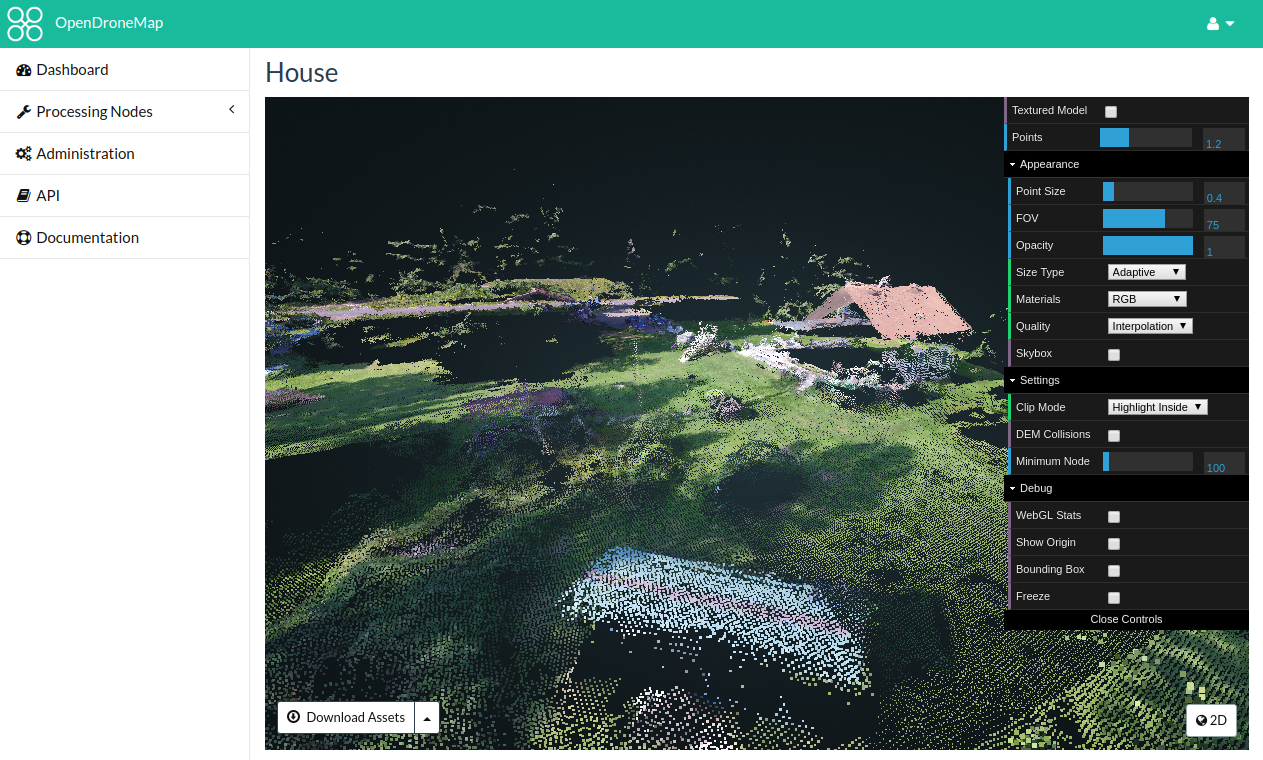 OpenDroneMap
Dashboard
Processing Nodes
Administration
API
Documentation
House
Textured Model
Points 1.2
Appearance
Point Size 0.4
FOV 75
Opacity 1
Size Type Adaptive
Materials RGB
Quality Interpolation
Skybox
Settings
Clip Mode Highlight Inside
DEM Collisions
Minimum Node 100
Debug
WebGL Stats
Show Origin
Bounding Box
Freeze
Close Controls
Download Assets
2D